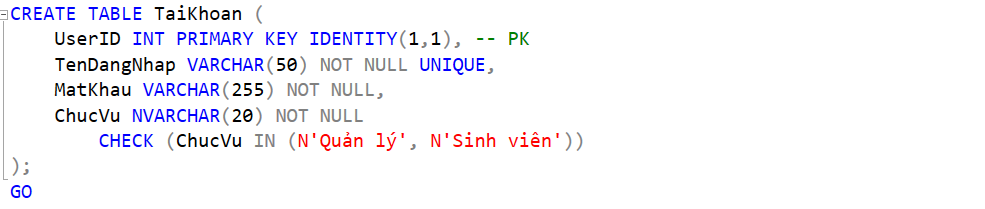 CREATE TABLE TaiKhoan (
    UserID INT PRIMARY KEY IDENTITY(1,1), -- PK
    TenDangNhap VARCHAR(50) NOT NULL UNIQUE,
    MatKhau VARCHAR(255) NOT NULL,
    ChucVu NVARCHAR(20) NOT NULL
        CHECK (ChucVu IN (N'Quản lý', N'Sinh viên'))
);
GO